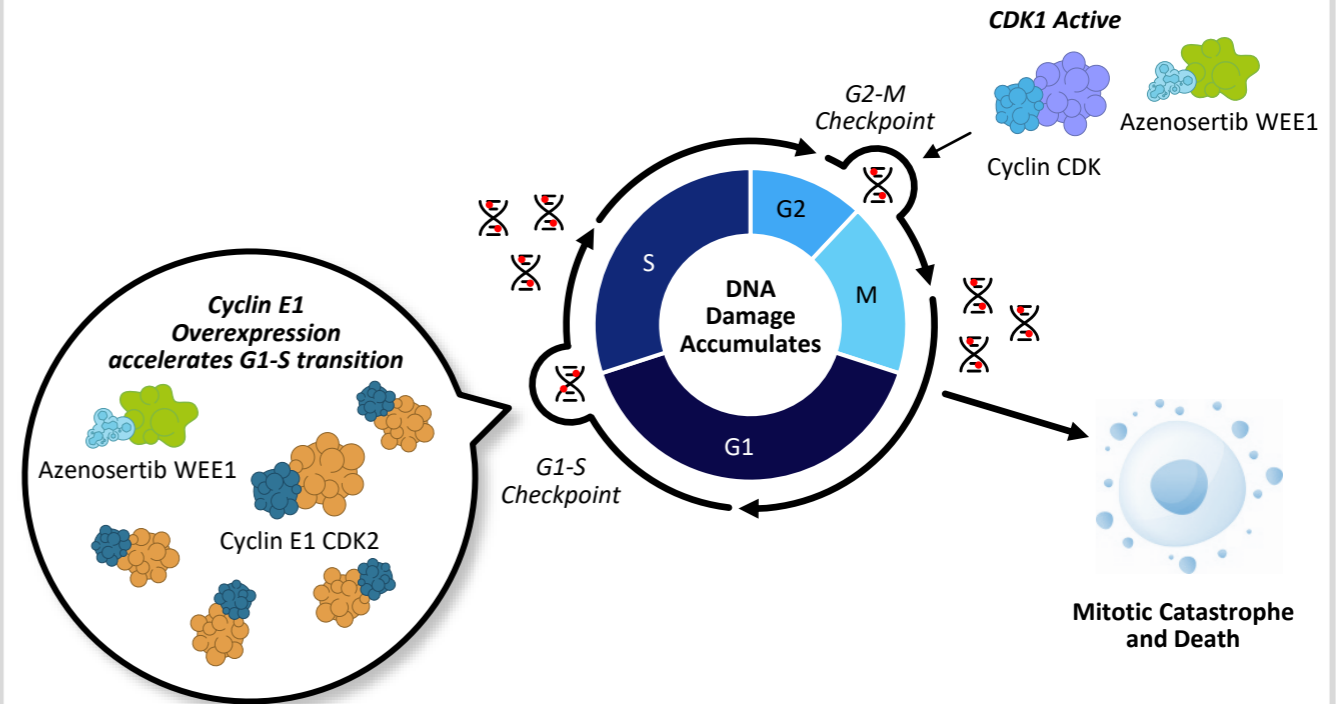 CDK1 Active
Azenosertib WEE1
Cyclin CDK
G2-M
Checkpoint
G2
S
M
DNA
Damage
Accumulates
G1
G1-S
Checkpoint
Cyclin E1
Overexpression
accelerates G1-S transition
Azenosertib WEE1
Cyclin E1 CDK2
Mitotic Catastrophe
and Death